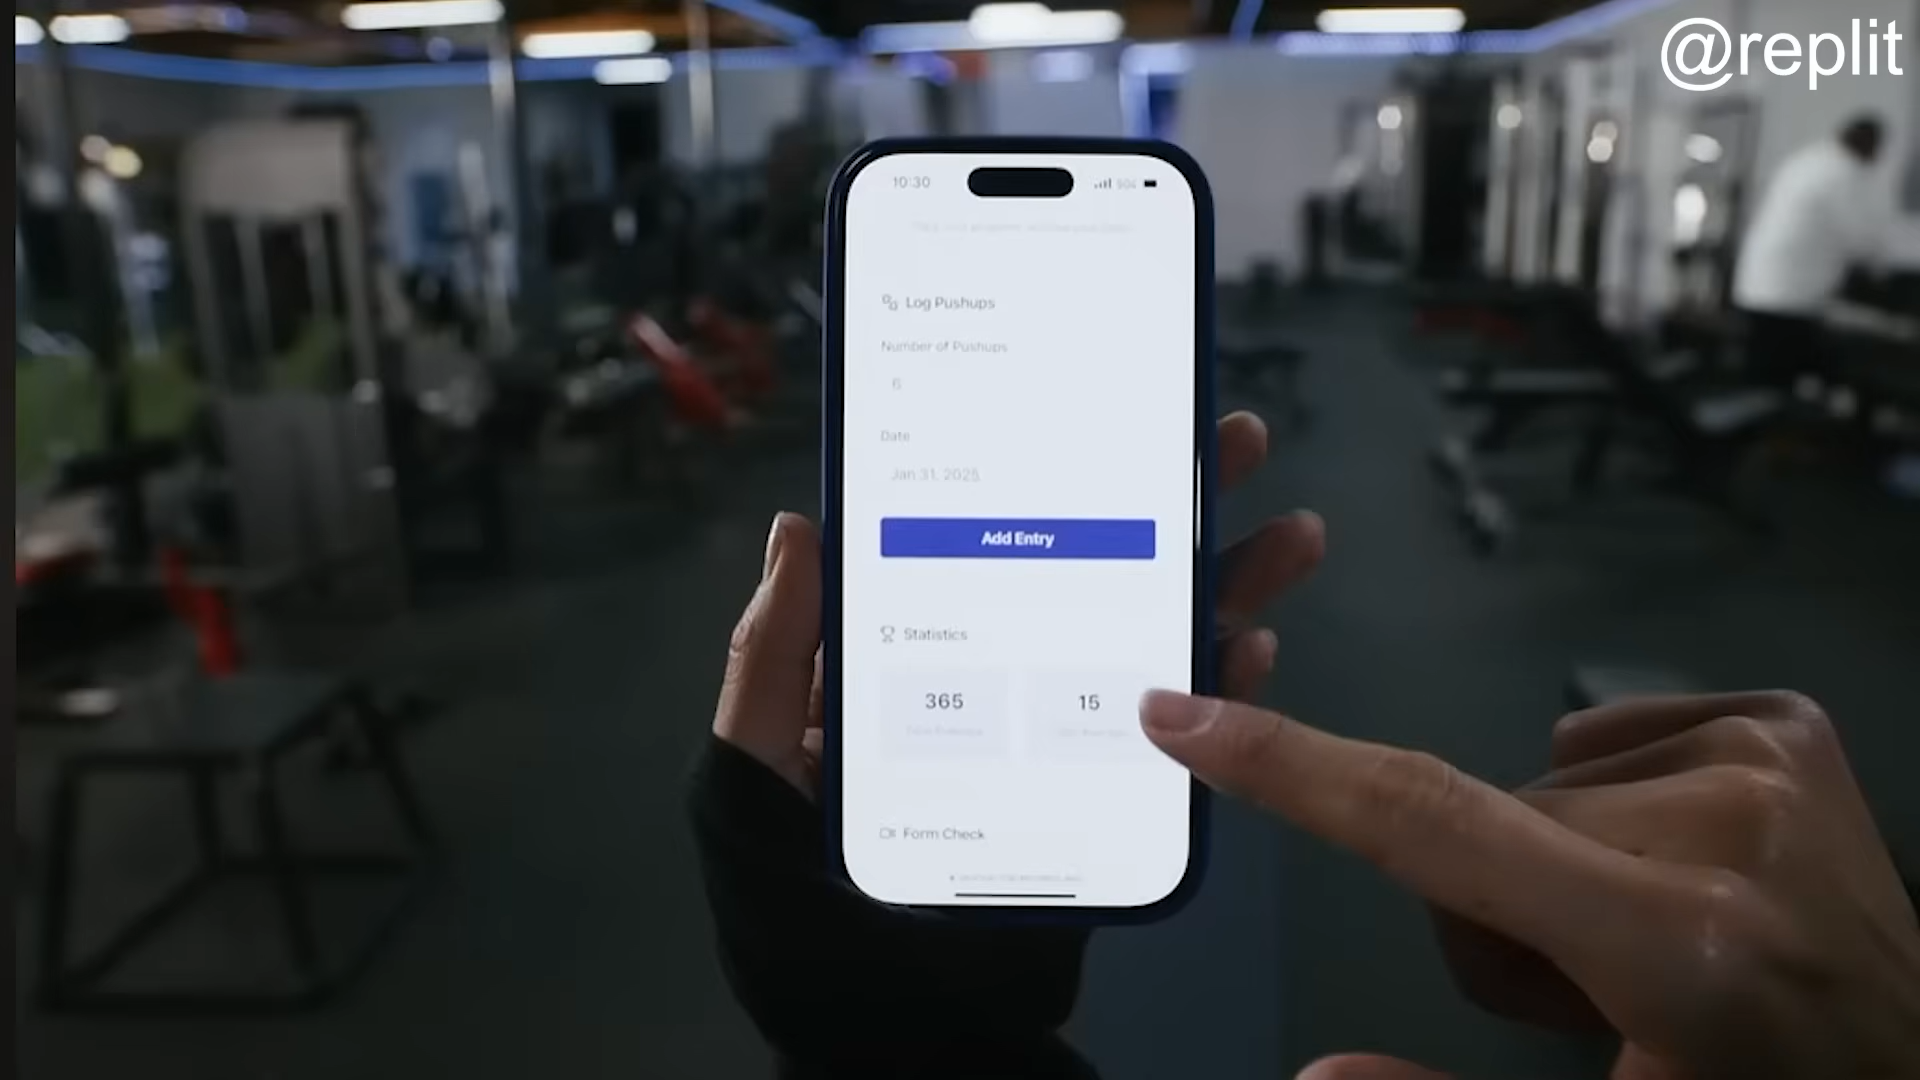 @replit
10:30
Log Pushups
Number of Pushups
6
Date
Jan 31, 2025
Add Entry
Statistics
365
15
Form Check